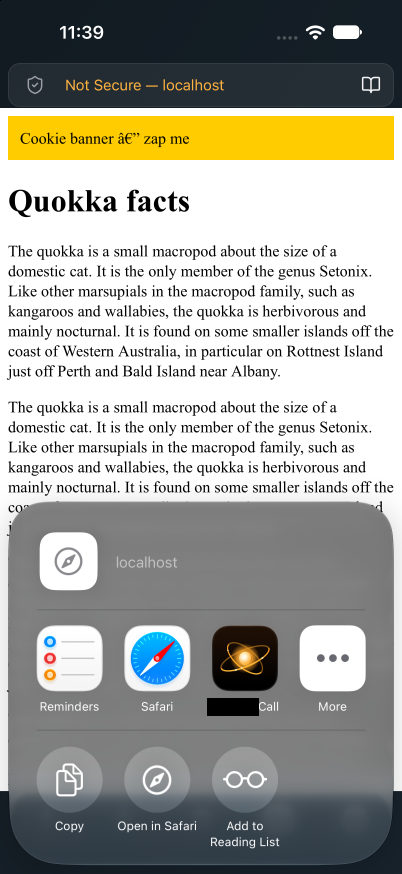 11:39
Not Secure — localhost
Cookie banner â€” zap me
Quokka facts
The quokka is a small macropod about the size of a
domestic cat. It is the only member of the genus Setonix.
Like other marsupials in the macropod family, such as
kangaroos and wallabies, the quokka is herbivorous and
mainly nocturnal. It is found on some smaller islands off the
coast of Western Australia, in particular on Rottnest Island
just off Perth and Bald Island near Albany.
The quokka is a small macropod about the size of a
domestic cat. It is the only member of the genus Setonix.
Like other marsupials in the macropod family, such as
kangaroos and wallabies, the quokka is herbivorous and
mainly nocturnal. It is found on some smaller islands off the
localhost
Reminders
Safari
Call
More
Copy
Open in Safari
Add to
Reading List